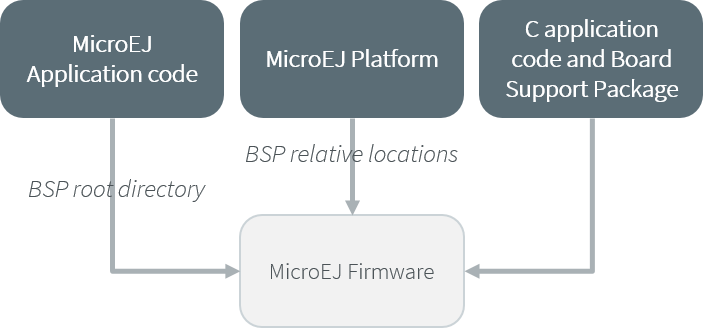 MicroEJ
Application code
MicroEJ Platform
C application
code and Board
Support Package
BSP relative locations
BSP root directory
MicroEJ Firmware